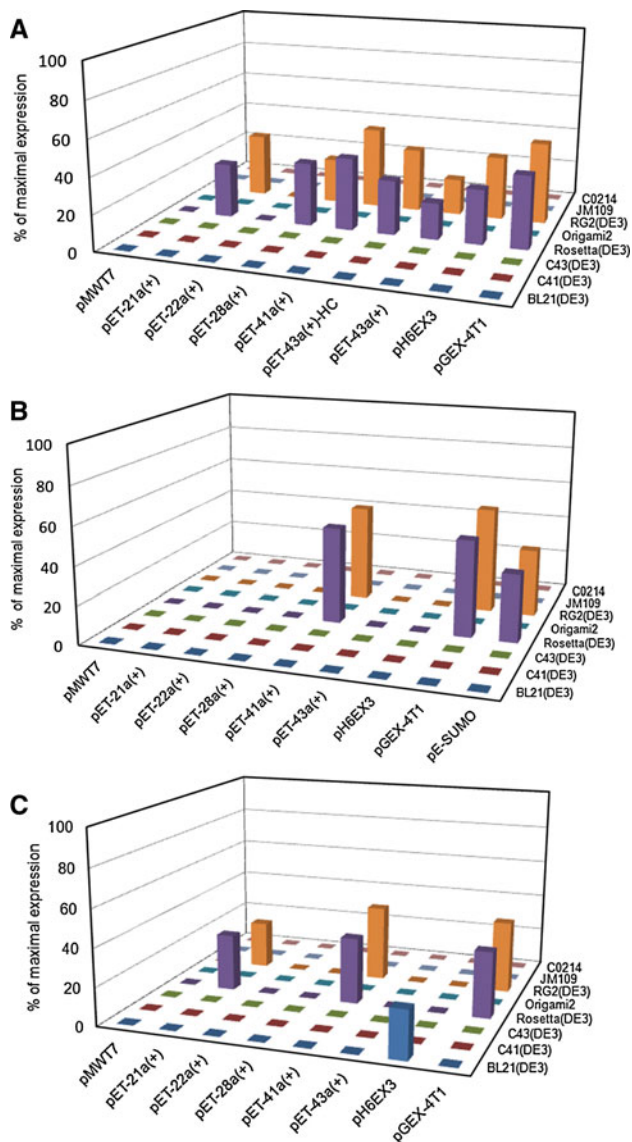 A
% of maximal expression
100
80
60
40
20
0
pMWT7
pET-21a(+)
pET-22a(+)
pET-28a(+)
pET-41a(+)
pET-43a(+)-HC
pET-43a(+)
pH6EX3
pGEX-4T1
C0214
JM109
RG2(DE3)
Origami2
Rosetta(DE3)
C43(DE3)
C41(DE3)
BL21(DE3)
B
% of maximal expression
100
80
60
40
20
0
pMWT7
pET-21a(+)
pET-22a(+)
pET-28a(+)
pET-41a(+)
pET-43a(+)
pH6EX3
pGEX-4T1
pE-SUMO
C0214
JM109
RG2(DE3)
Origami2
Rosetta(DE3)
C43(DE3)
C41(DE3)
BL21(DE3)
C
% of maximal expression
100
80
60
40
20
0
pMWT7
pET-21a(+)
pET-22a(+)
pET-28a(+)
pET-41a(+)
pET-43a(+)
pH6EX3
pGEX-4T1
C0214
JM109
RG2(DE3)
Origami2
Rosetta(DE3)
C43(DE3)
C41(DE3)
BL21(DE3)